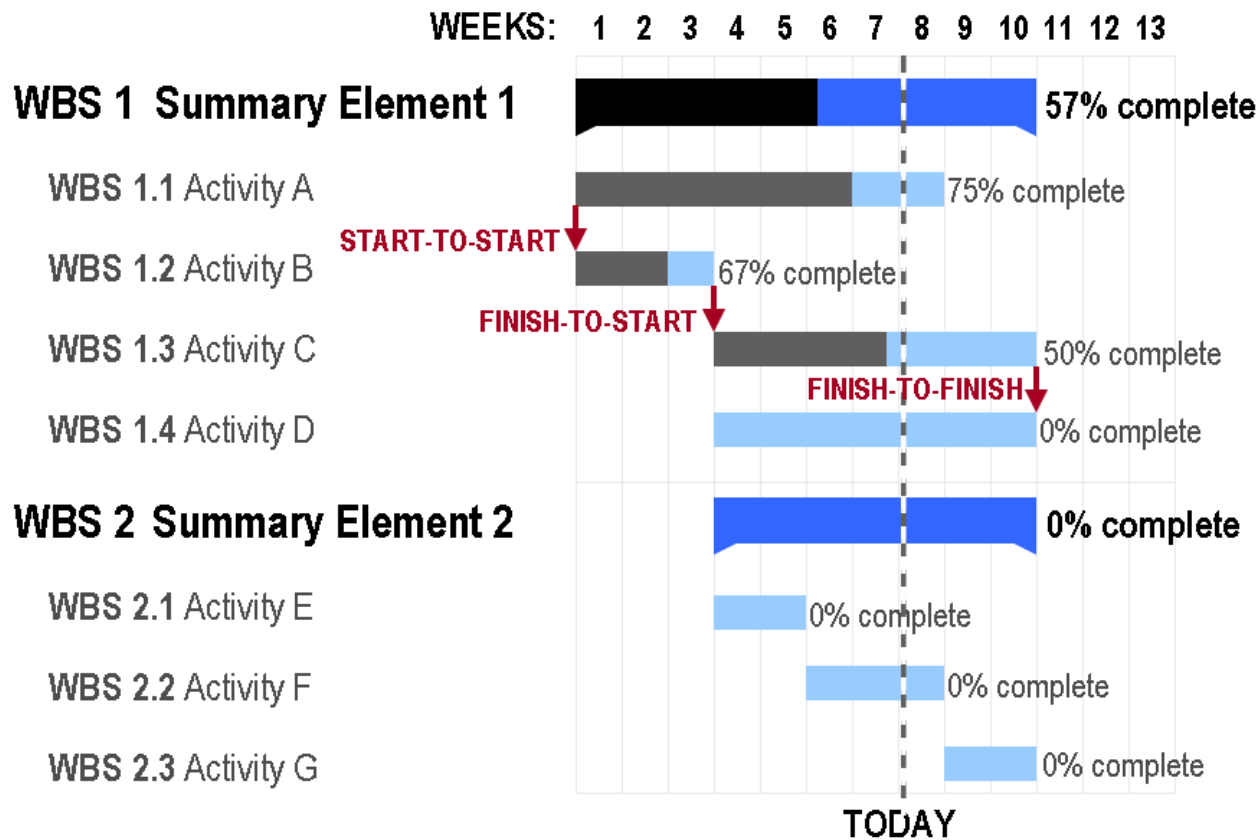 WEEKS: 1 2 3 4 5 6 7 8 9 10 11 12 13
WBS 1 Summary Element 1 57% complete
WBS 1.1 Activity A 75% complete
START-TO-START
WBS 1.2 Activity B 67% complete
FINISH-TO-START
WBS 1.3 Activity C 50% complete
FINISH-TO-FINISH
WBS 1.4 Activity D 0% complete
WBS 2 Summary Element 2 0% complete
WBS 2.1 Activity E 0% complete
WBS 2.2 Activity F 0% complete
WBS 2.3 Activity G 0% complete
TODAY